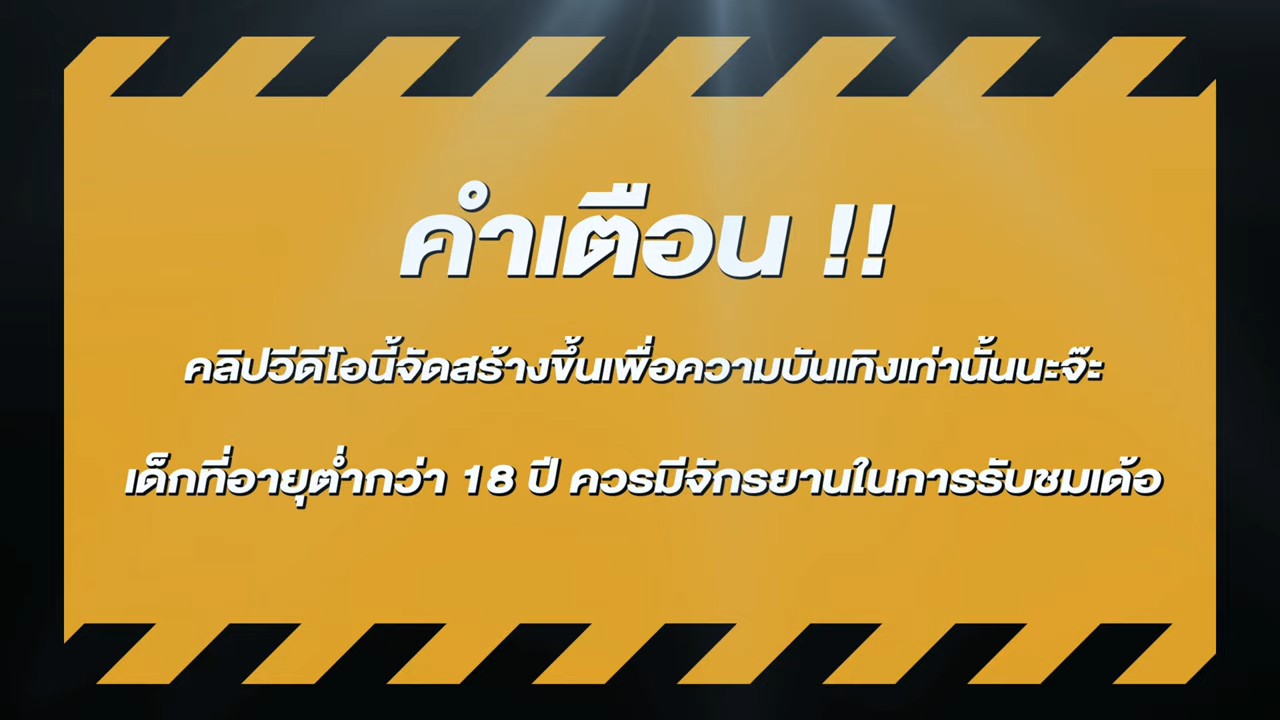 คำเตือน !!
คลิปวีดีโอนี้จัดสร้างขึ้นเพื่อความบันเทิงเท่านั้นนะจ๊ะ
เด็กที่อายุต่ำกว่า 18 ปี ควรมีจักรยานในการรับชมเด้อ